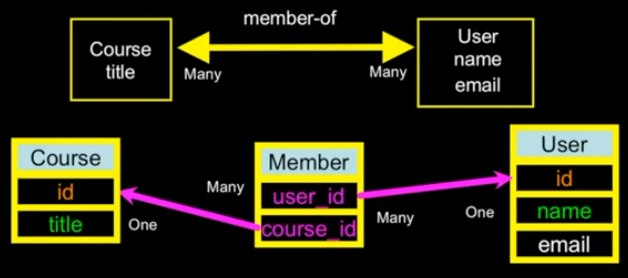 member-of
Course
title
Many
Many
User
name
email
Course
id
title
One
Many
Member
user_id
course_id
Many
One
User
id
name
email